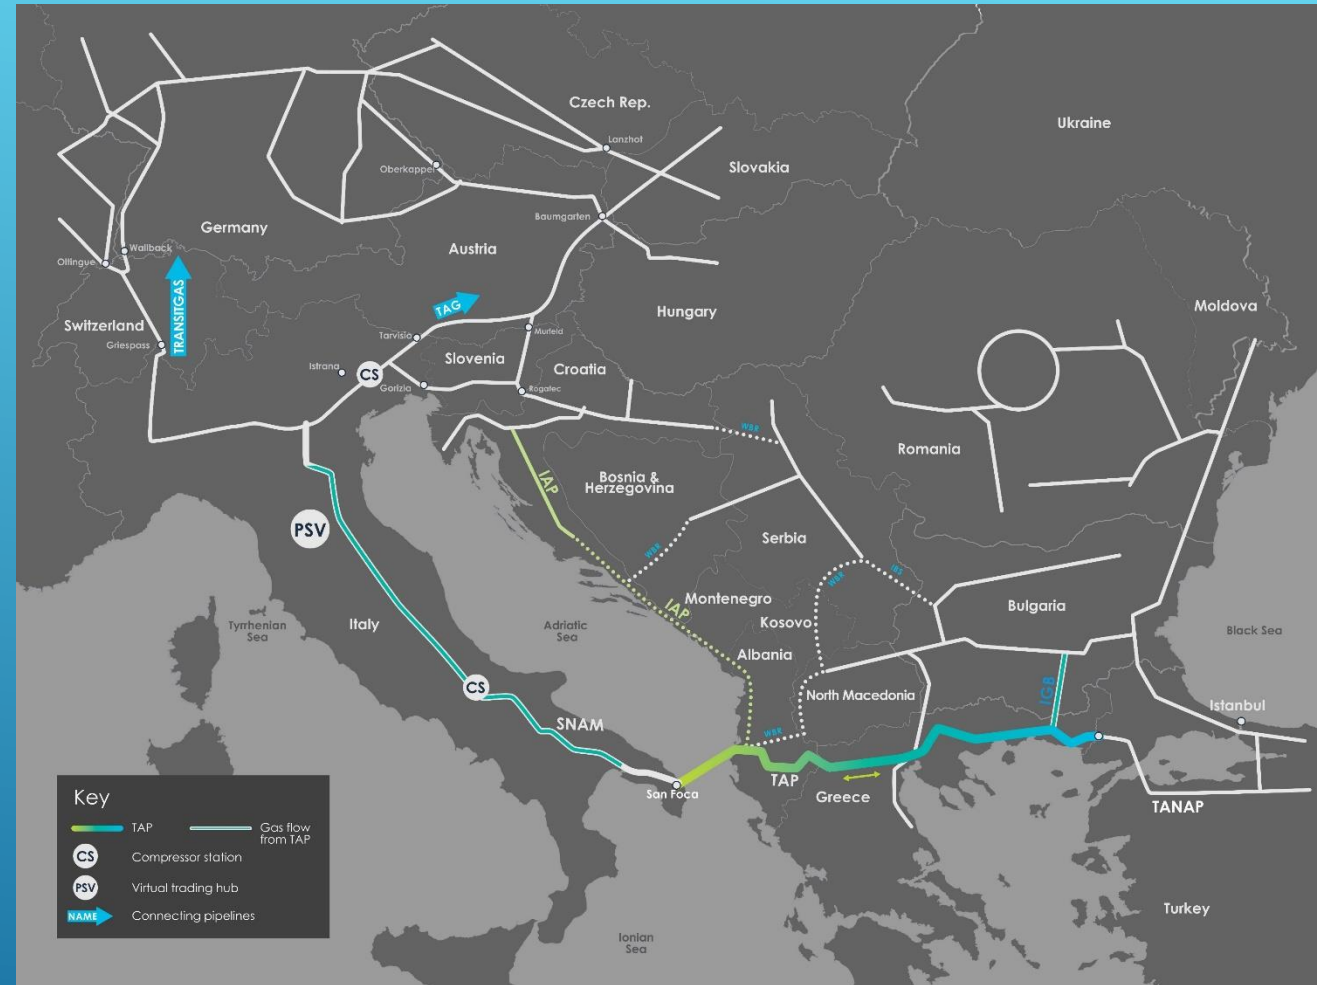 Czech Rep.
Ukraine
Lanzhot
Oberkappel
Slovakia
Baumgarten
Germany
Wallback
Austria
Oltingue
TRANSITGAS
TAG
Moldova
Hungary
Switzerland
Griespass
Tarvisio
Murfeld
Slovenia
Croatia
Istrana
CS
Gorizia
Rogatec
WBR
Romania
IAP
Bosnia &
Herzegovina
PSV
Serbia
WBR
WBR
IBS
IAP
Montenegro
Bulgaria
Kosovo
Italy
Tyrrhenian
Sea
Adriatic
Sea
Black Sea
Albania
CS
North Macedonia
IGB
Istanbul
SNAM
WBR
San Foca
TAP
Greece
TANAP
Turkey
Ionian
Sea
Key
TAP
Gas flow
from TAP
CS
Compressor station
PSV
Virtual trading hub
NAME
Connecting pipelines